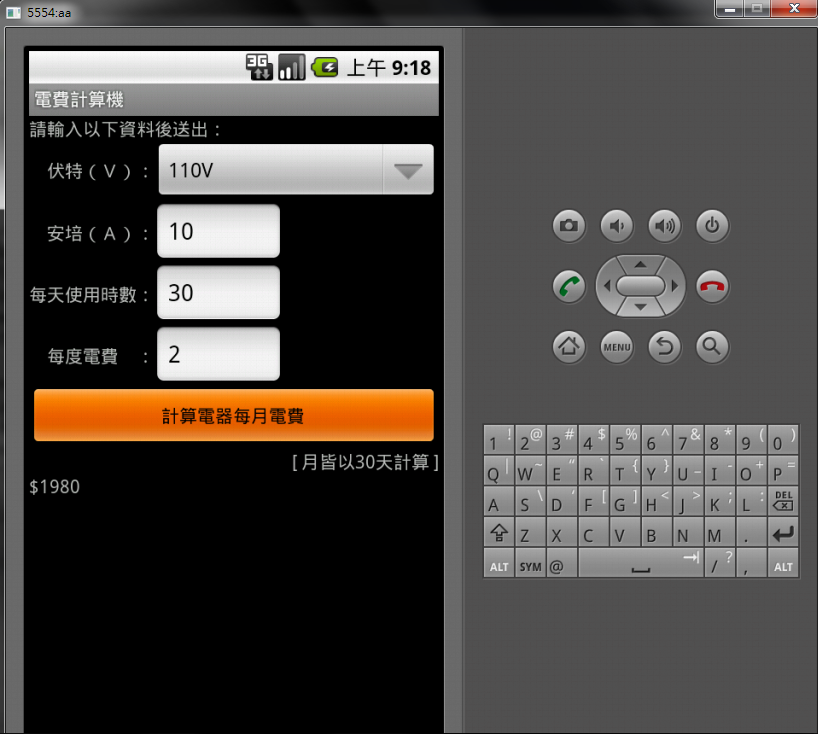 5554:aa
3G 上午 9:18
電費計算機
請輸入以下資料後送出：
伏特（V）： 110V
安培（A）： 10
每天使用時數： 30
每度電費 ： 2
計算電器每月電費
[ 月皆以30天計算 ]
$1980
MENU
1 ! 2 @ 3 # 4 $ 5 % 6 ^ 7 & 8 * 9 ( 0 )
Q | W ~ E " R ` T { Y } U _ I - O + P =
A S \ D ' F [ G ] H < J > K ; L : DEL
Z X C V B N M .
ALT SYM @ / ? , ALT